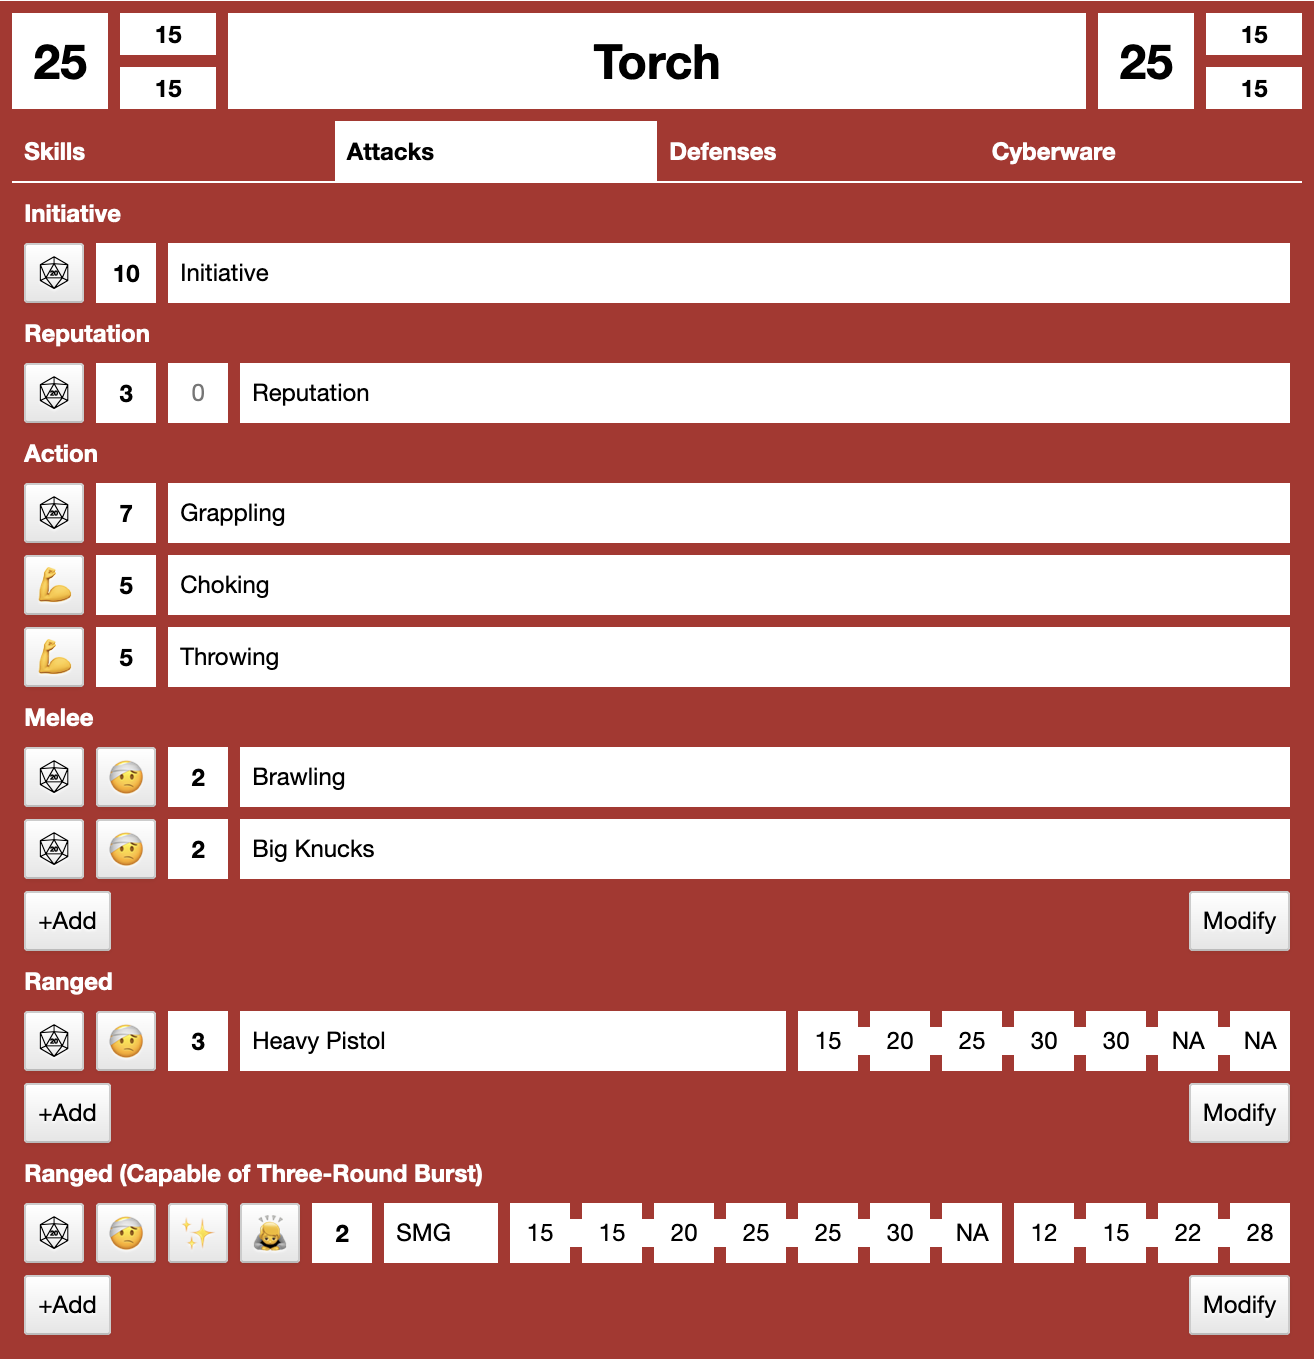 25 15 Torch 25 15
15 15
Skills Attacks Defenses Cyberware
Initiative
10 Initiative
Reputation
3 0 Reputation
Action
7 Grappling
5 Choking
5 Throwing
Melee
2 Brawling
2 Big Knucks
+Add Modify
Ranged
3 Heavy Pistol 15 20 25 30 30 NA NA
+Add Modify
Ranged (Capable of Three-Round Burst)
2 SMG 15 15 20 25 25 30 NA 12 15 22 28
+Add Modify